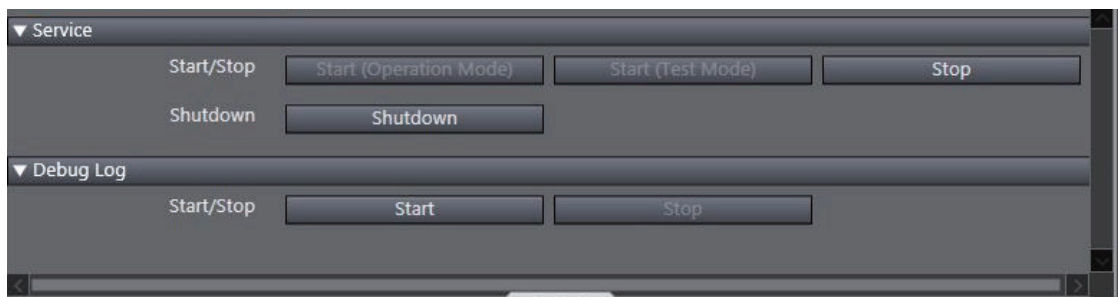 Service
Start/Stop Start (Operation Mode) Start (Test Mode) Stop
Shutdown Shutdown
Debug Log
Start/Stop Start Stop